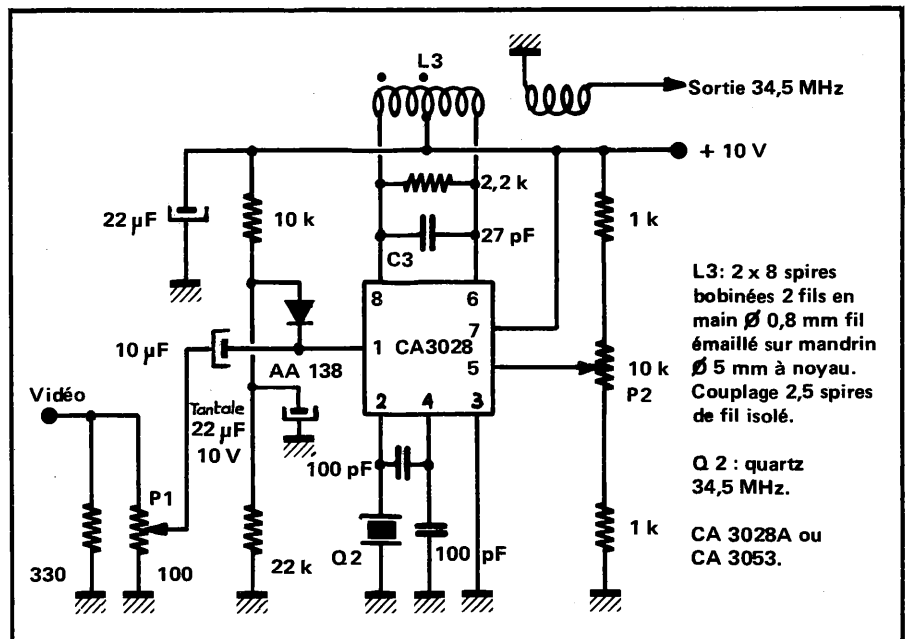 L3
Sortie 34,5 MHz
+ 10 V
2,2 k
22 µF
10 k
1 k
27 pF
C3
8
6
7
10 µF
1
CA3028
5
AA 138
10 k
P2
Vidéo
Tantale
22 µF
10 V
2
4
3
100 pF
P1
Q2
100 pF
330
100
22 k
1 k
L3: 2 x 8 spires
bobinées 2 fils en
main Ø 0,8 mm fil
émaillé sur mandrin
Ø 5 mm à noyau.
Couplage 2,5 spires
de fil isolé.
Q 2 : quartz
34,5 MHz.
CA 3028A ou
CA 3053.